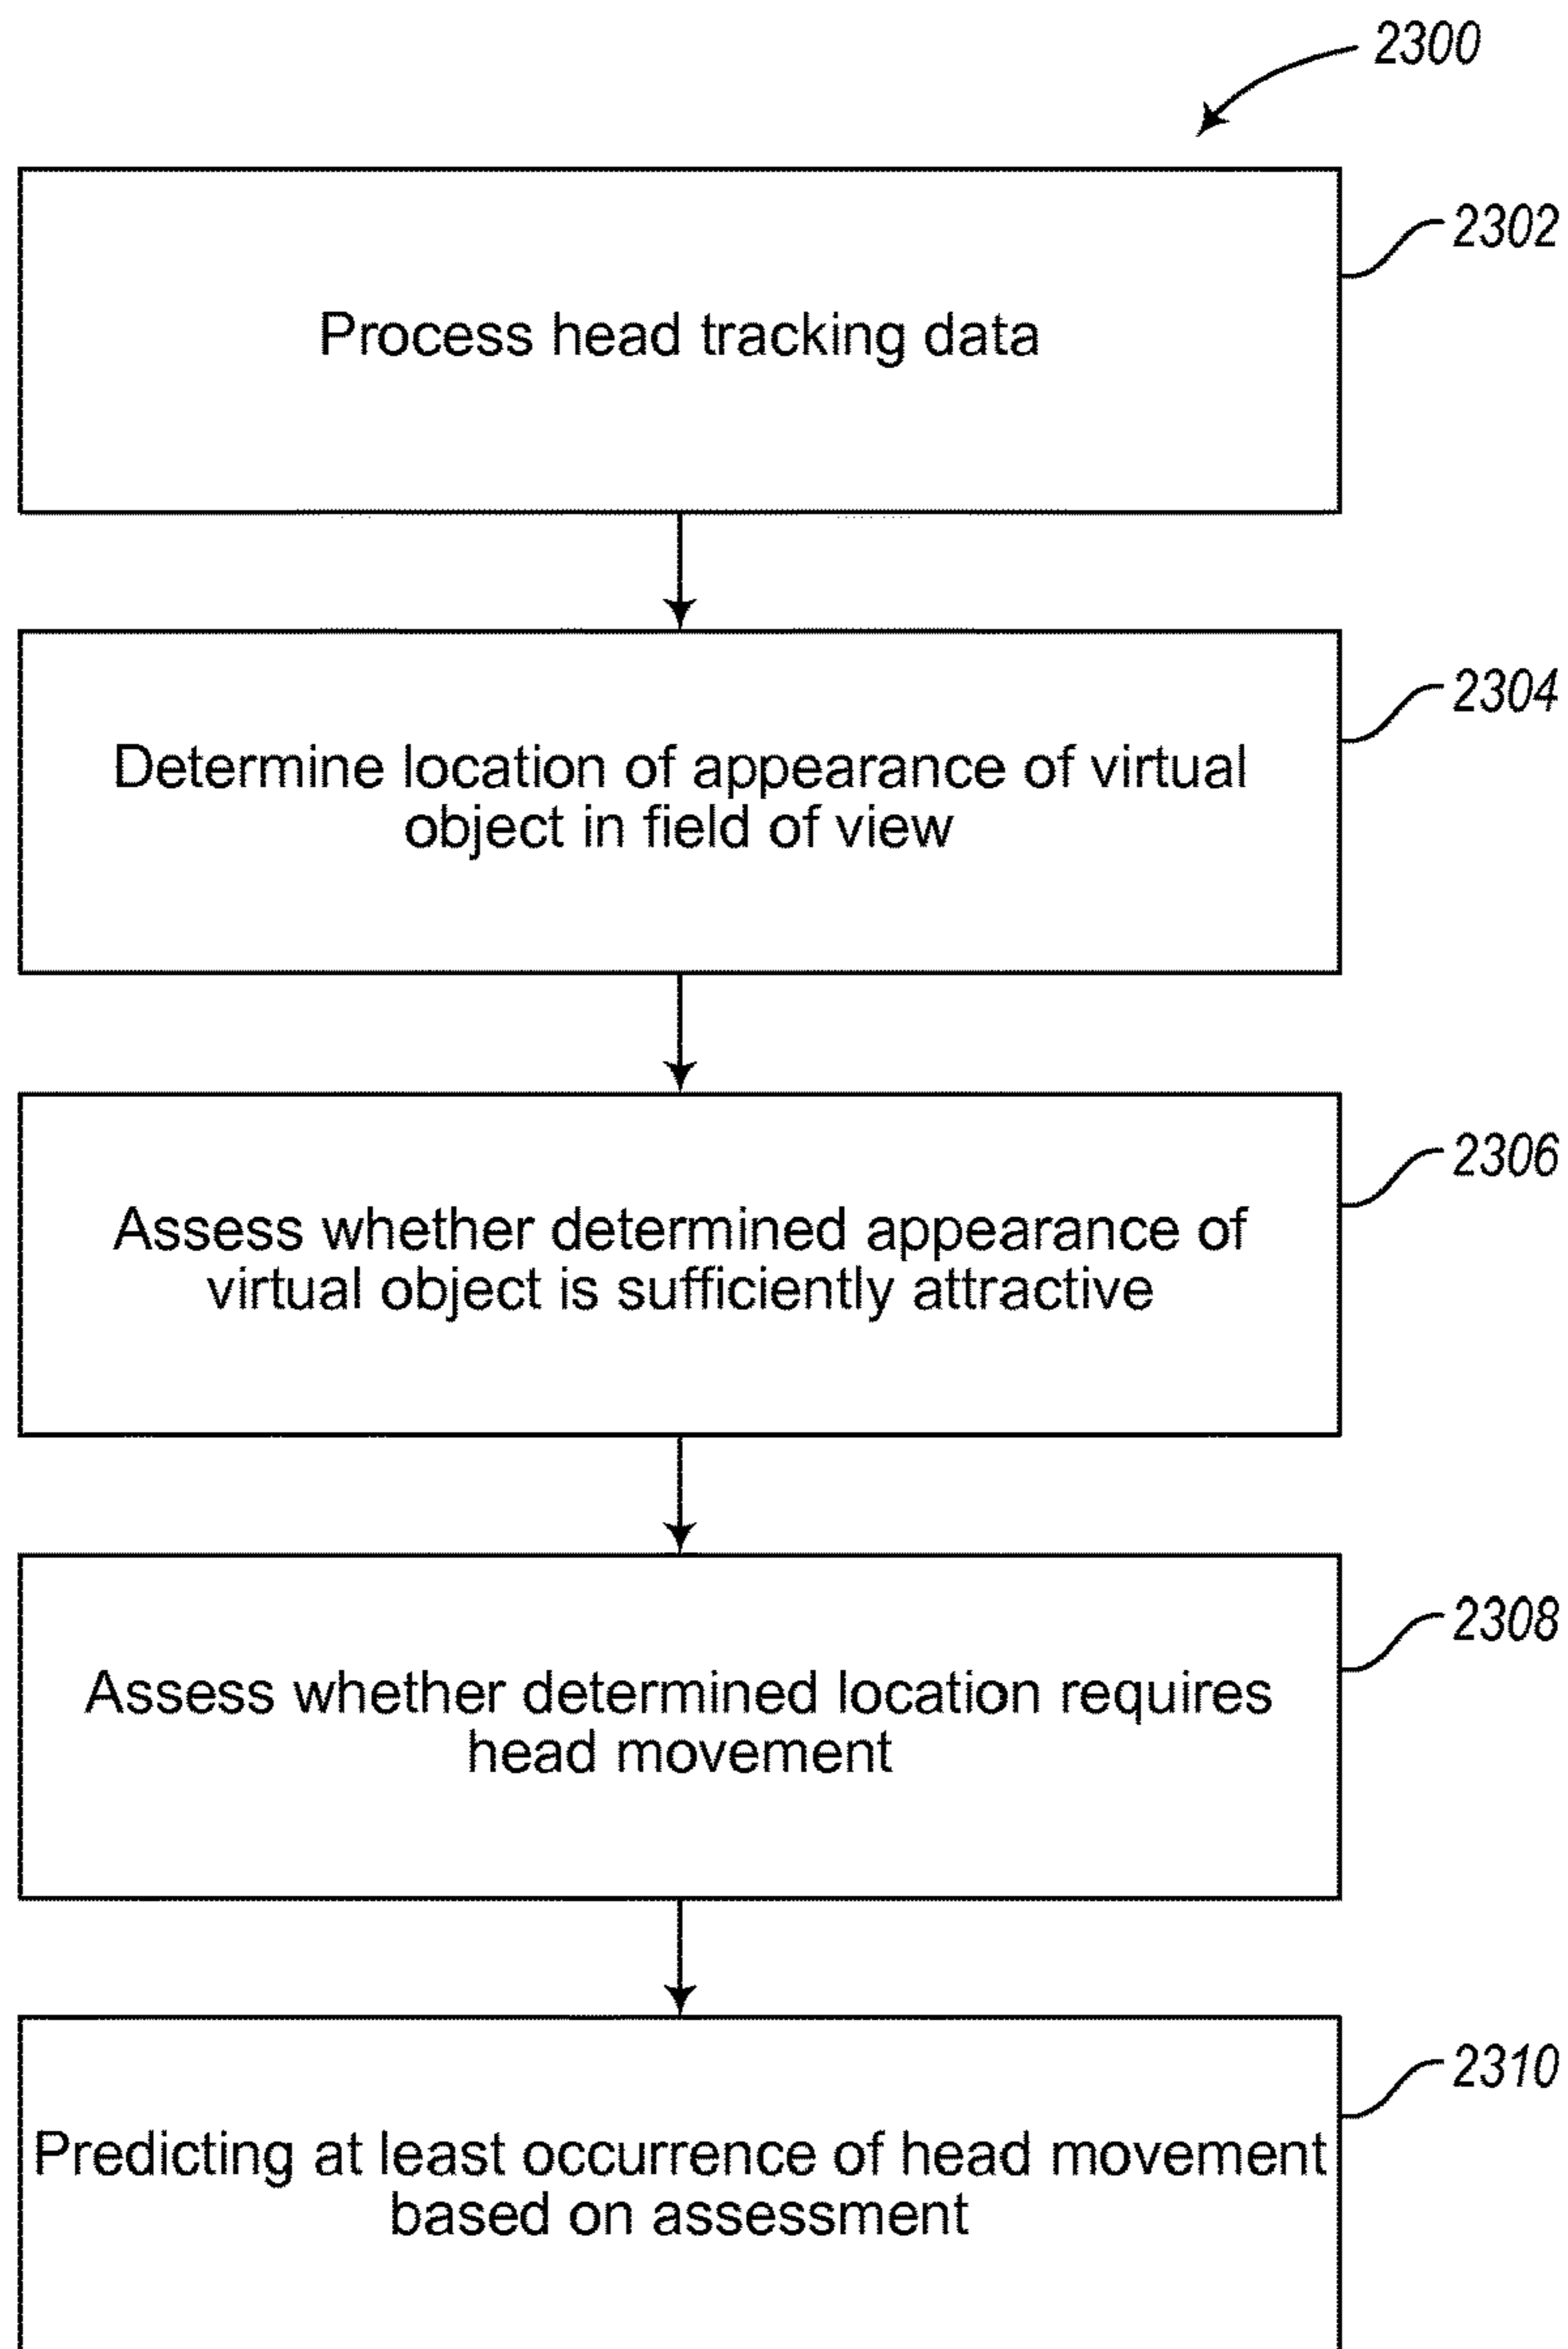 2300
2302
Process head tracking data
2304
Determine location of appearance of virtual
object in field of view
2306
Assess whether determined appearance of
virtual object is sufficiently attractive
2308
Assess whether determined location requires
head movement
2310
Predicting at least occurrence of head movement
based on assessment